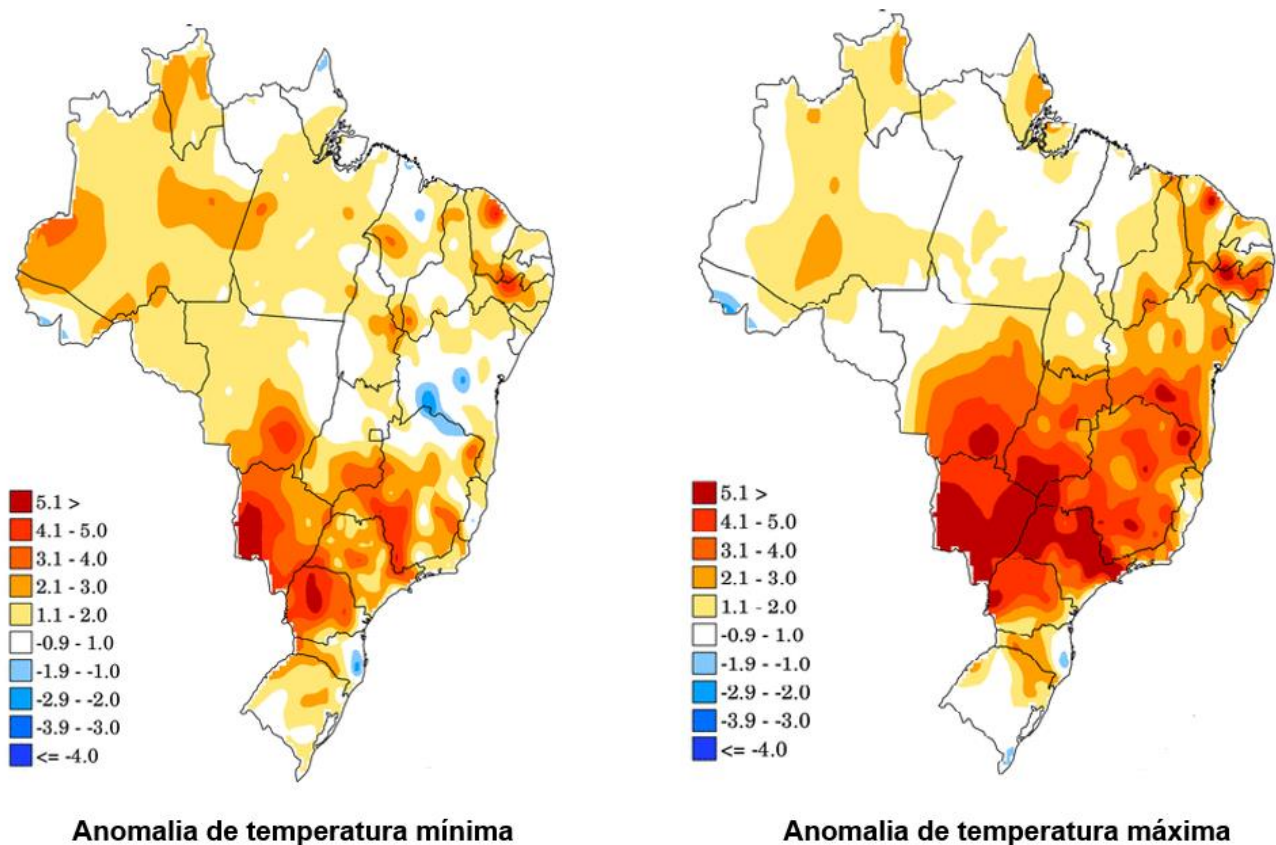 5.1 >
4.1 - 5.0
3.1 - 4.0
2.1 - 3.0
1.1 - 2.0
-0.9 - 1.0
-1.9 - -1.0
-2.9 - -2.0
-3.9 - -3.0
<= -4.0
Anomalia de temperatura mínima
5.1 >
4.1 - 5.0
3.1 - 4.0
2.1 - 3.0
1.1 - 2.0
-0.9 - 1.0
-1.9 - -1.0
-2.9 - -2.0
-3.9 - -3.0
<= -4.0
Anomalia de temperatura máxima